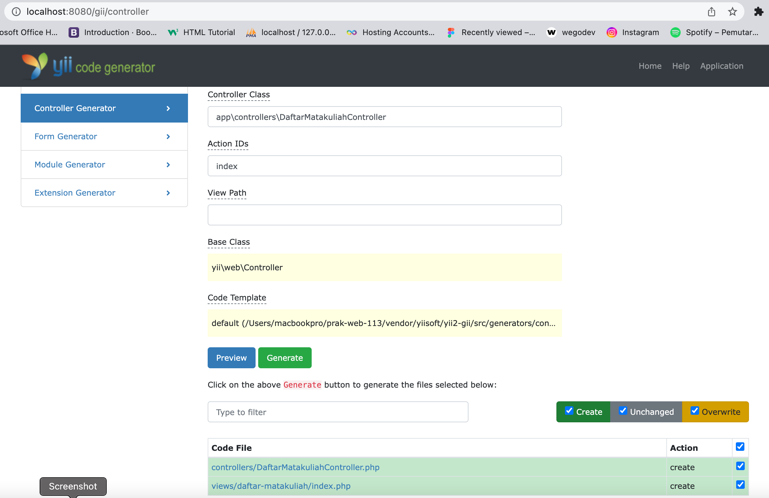 localhost:8080/gii/controller
osoft Office H... Introduction · Boo... HTML Tutorial localhost / 127.0.0... Hosting Accounts... Recently viewed –... wegodev Instagram Spotify – Pemutar...
yii code generator Home Help Application
Controller Generator
Form Generator
Module Generator
Extension Generator
Controller Class
app\controllers\DaftarMatakuliahController
Action IDs
index
View Path
Base Class
yii\web\Controller
Code Template
default (/Users/macbookpro/prak-web-113/vendor/yiisoft/yii2-gii/src/generators/con...
Preview Generate
Click on the above Generate button to generate the files selected below:
Type to filter Create Unchanged Overwrite
Code File Action
controllers/DaftarMatakuliahController.php create
views/daftar-matakuliah/index.php create
Screenshot